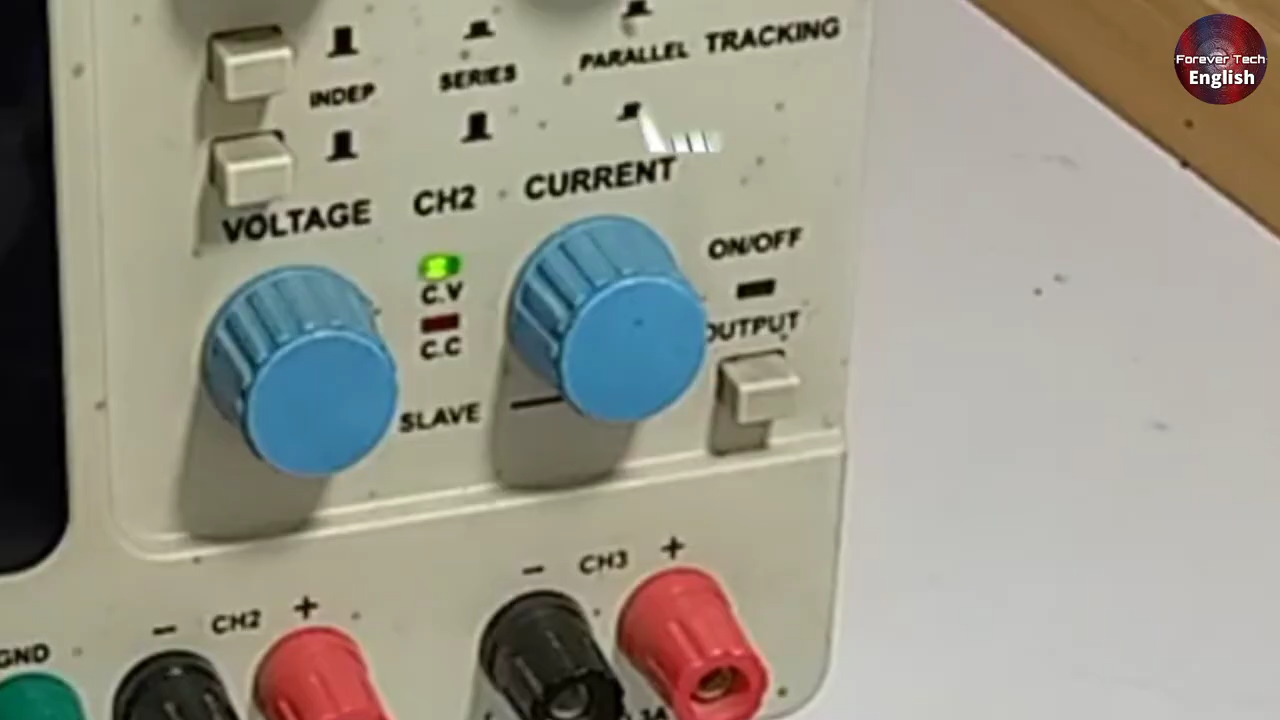 Forever Tech
English
INDEP SERIES PARALLEL TRACKING
VOLTAGE CH2 CURRENT
ON/OFF
C.V
OUTPUT
C.C
SLAVE
- CH3 +
- CH2 +
GND